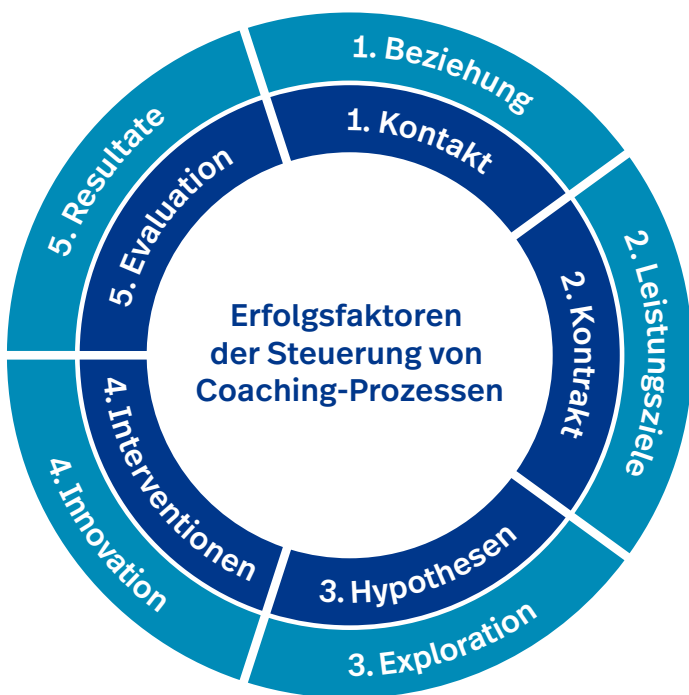 1. Beziehung
2. Leistungsziele
3. Exploration
4. Innovation
5. Resultate
1. Kontakt
2. Kontrakt
3. Hypothesen
4. Interventionen
5. Evaluation
Erfolgsfaktoren
der Steuerung von
Coaching-Prozessen